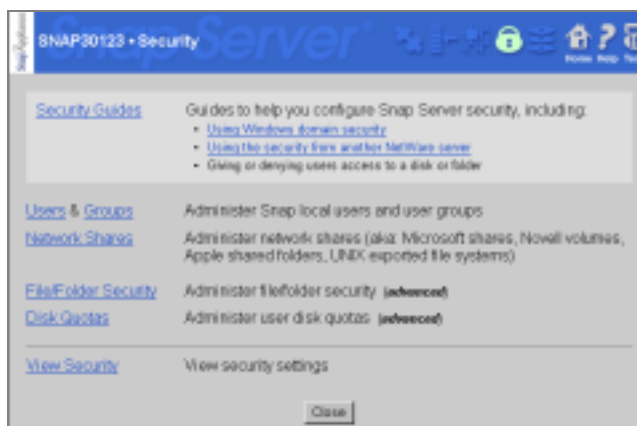 SnapAppliances
Snap Server
SNAP30123 • Security
Home Help
Security Guides Guides to help you configure Snap Server security, including:
• Using Windows domain security
• Using the security from another NetWare server
• Giving or denying users access to a disk or folder
Users & Groups Administer Snap local users and user groups
Network Shares Administer network shares (aka: Microsoft shares, Novell volumes,
Apple shared folders, UNIX exported file systems)
File/Folder Security Administer file/folder security (advanced)
Disk Quotas Administer user disk quotas (advanced)
View Security View security settings
Close